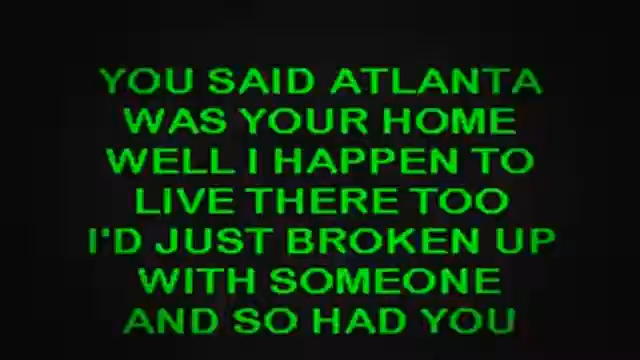 YOU SAID ATLANTA
WAS YOUR HOME
WELL I HAPPEN TO
LIVE THERE TOO
I'D JUST BROKEN UP
WITH SOMEONE
AND SO HAD YOU